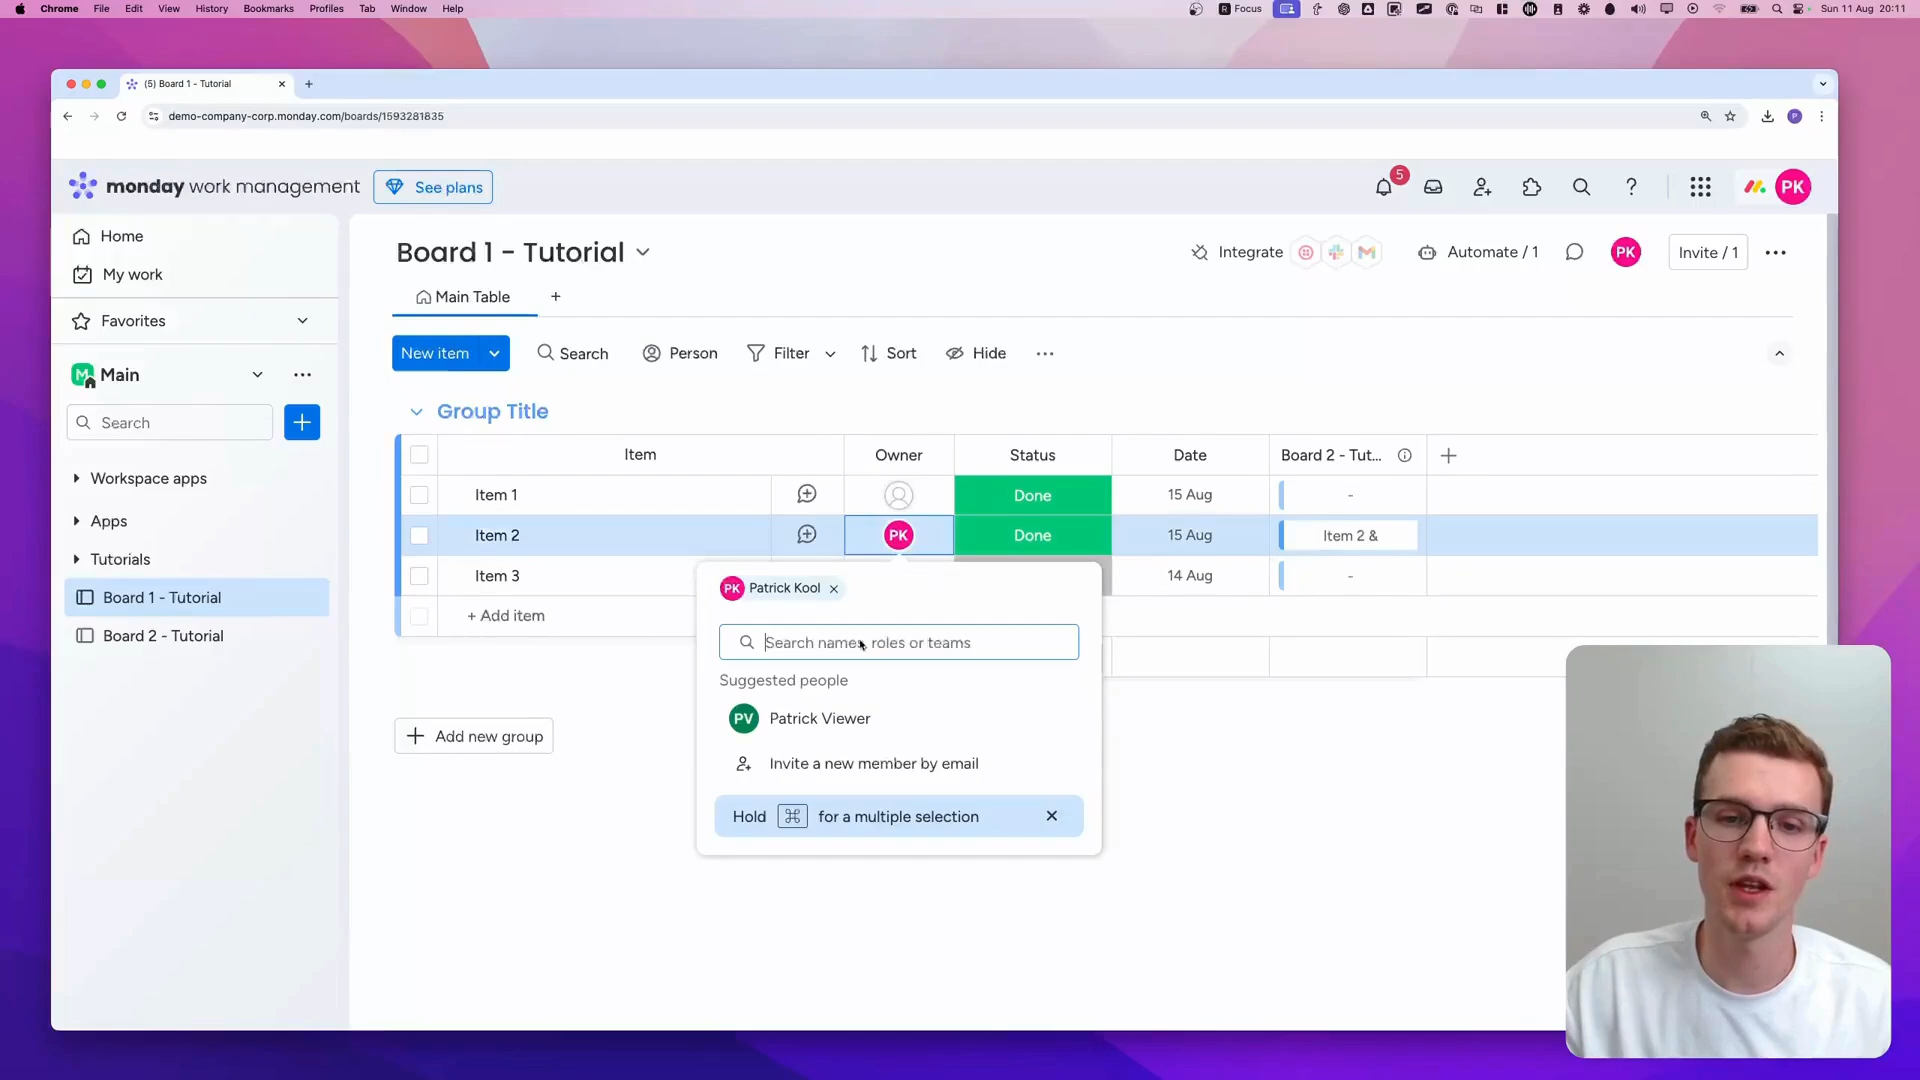 Chrome File Edit View History Bookmarks Profiles Tab Window Help
Focus
Sun 11 Aug 20:11
(5) Board 1 - Tutorial
demo-company-corp.monday.com/boards/1593281835
P
monday work management
See plans
5
PK
Home
My work
Favorites
M Main
Search
Workspace apps
Apps
Tutorials
Board 1 - Tutorial
Board 2 - Tutorial
Board 1 - Tutorial
Integrate
Automate / 1
PK
Invite / 1
Main Table
New item
Search
Person
Filter
Sort
Hide
Group Title
Item Owner Status Date Board 2 - Tut...
Item 1 Done 15 Aug -
Item 2 PK Done 15 Aug Item 2 &
Item 3 14 Aug -
+ Add item
Add new group
PK Patrick Kool
Search names, roles or teams
Suggested people
PV Patrick Viewer
Invite a new member by email
Hold ⌘ for a multiple selection